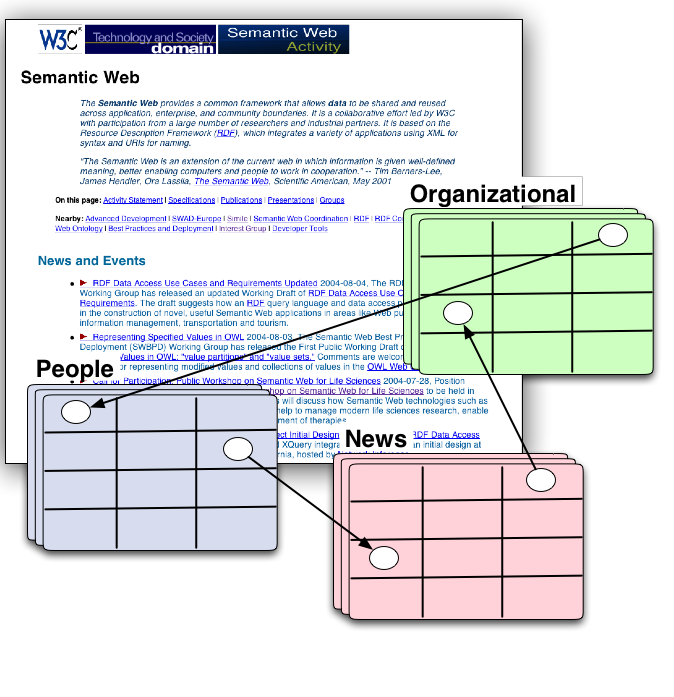 W3C
Technology and Society
domain
Semantic Web
Activity
Semantic Web
The Semantic Web provides a common framework that allows data to be shared and reused
across application, enterprise, and community boundaries. It is a collaborative effort led by W3C
with participation from a large number of researchers and industrial partners. It is based on the
Resource Description Framework (RDF), which integrates a variety of applications using XML for
syntax and URIs for naming.
"The Semantic Web is an extension of the current web in which information is given well-defined
meaning, better enabling computers and people to work in cooperation." -- Tim Berners-Lee,
James Hendler, Ora Lassila, The Semantic Web, Scientific American, May 2001
On this page: Activity Statement | Specifications | Publications | Presentations | Groups
Organizational
Nearby: Advanced Development | SWAD-Europe | Simile | Semantic Web Coordination | RDF | RDF
Web Ontology | Best Practices and Deployment | Interest Group | Developer Tools
News and Events
RDF Data Access Use Cases and Requirements Updated 2004-08-04, The RDF
Working Group has released an updated Working Draft of RDF Data Access Use
Requirements. The draft suggests how an RDF query language and data access
in the construction of novel, useful Semantic Web applications in areas like Web
information management, transportation and tourism.
Representing Specified Values in OWL 2004-08-03, The Semantic Web Best
Deployment (SWBPD) Working Group has released the First Public Working Draft
Values in OWL: "value partitions" and "value sets." Comments are
or representing modified values and collections of values in the OWL Web
People
Call for Participation: Public Workshop on Semantic Web for Life Sciences 2004-07-28, Position
on Semantic Web for Life Sciences to be held in
will discuss how Semantic Web technologies such as
help to manage modern life sciences research, enable
of therapies
News
Design
RDF Data Access
XQuery
an initial design at
hosted by